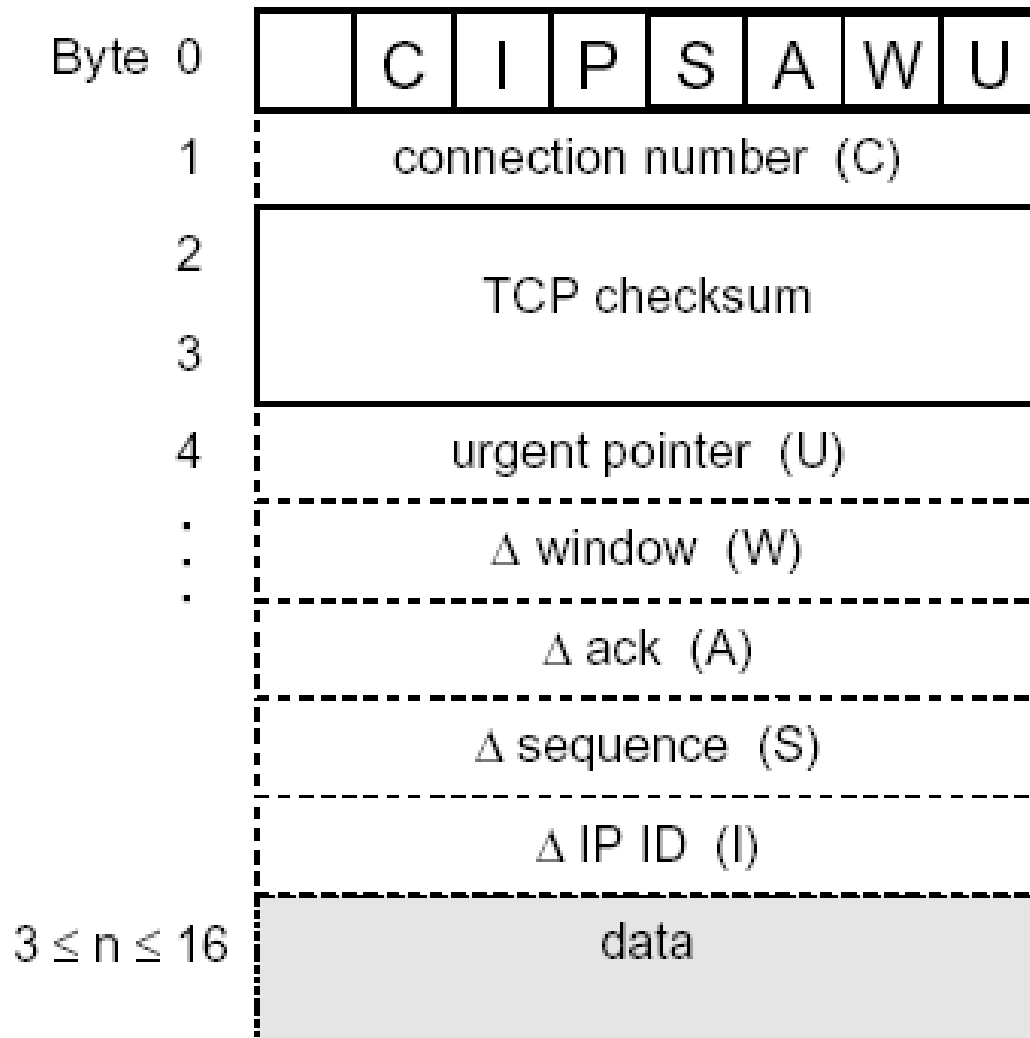 Byte 0 C I P S A W U
1 connection number (C)
2
TCP checksum
3
4 urgent pointer (U)
Δ window (W)
Δ ack (A)
Δ sequence (S)
Δ IP ID (I)
3 ≤ n ≤ 16 data